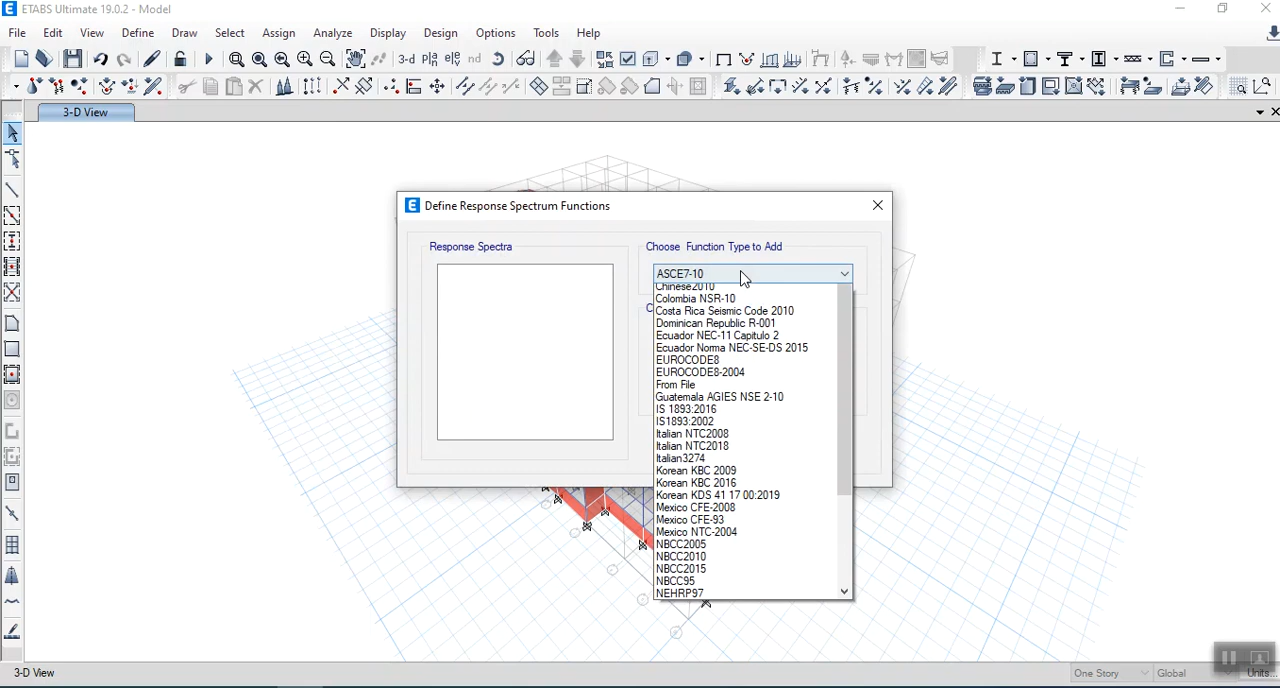 ETABS Ultimate 19.0.2 - Model
File Edit View Define Draw Select Assign Analyze Display Design Options Tools Help
3-d
nd
3-D View
Define Response Spectrum Functions
Response Spectra
Choose Function Type to Add
ASCE7-10
Chinese2010
Colombia NSR-10
Costa Rica Seismic Code 2010
Dominican Republic R-001
Ecuador NEC-11 Capitulo 2
Ecuador Norma NEC-SE-DS 2015
EUROCODE8
EUROCODE8-2004
From File
Guatemala AGIES NSE 2-10
IS 1893:2016
IS1893:2002
Italian NTC2008
Italian NTC2018
Italian3274
Korean KBC 2009
Korean KBC 2016
Korean KDS 41 17 00:2019
Mexico CFE-2008
Mexico CFE-93
Mexico NTC-2004
NBCC2005
NBCC2010
NBCC2015
NBCC95
NEHRP97
3-D View
One Story
Global
Units...